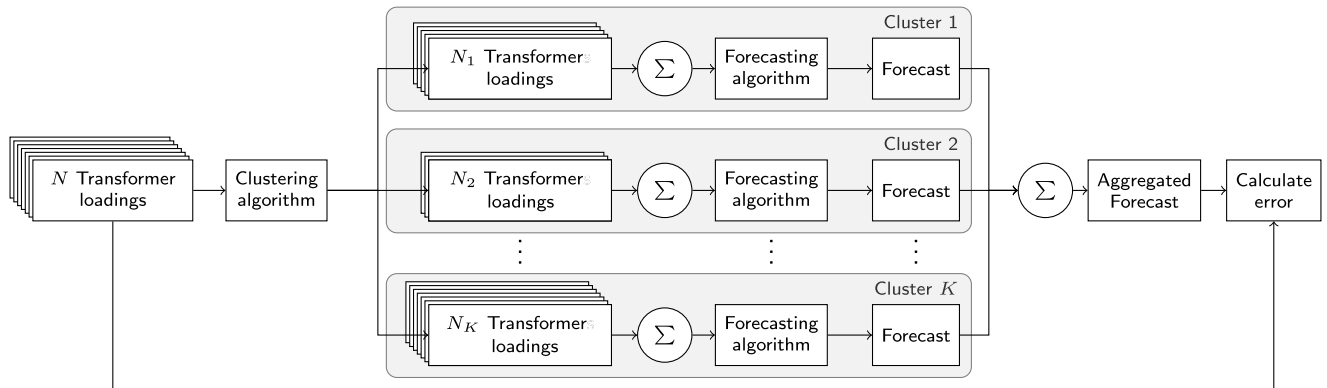 N Transformer
loadings
Clustering
algorithm
Cluster 1
N₁ Transformers
loadings
Σ
Forecasting
algorithm
Forecast
Cluster 2
N₂ Transformers
loadings
Σ
Forecasting
algorithm
Forecast
⋮ ⋮ ⋮
Cluster K
N_K Transformers
loadings
Σ
Forecasting
algorithm
Forecast
Σ
Aggregated
Forecast
Calculate
error